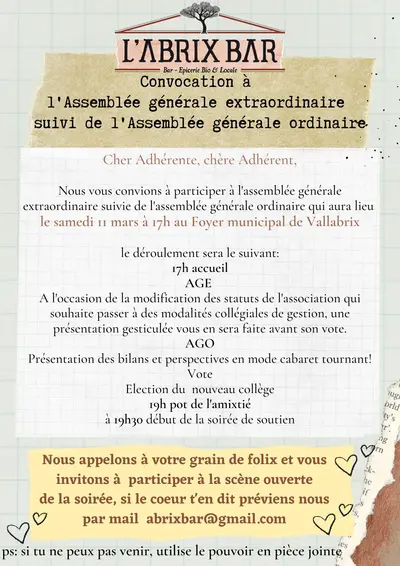 L'ABRIX BAR
Bar - Epicerie Bio & Locale
Convocation à
l'Assemblée générale extraordinaire
suivi de l'Assemblée générale ordinaire
Cher Adhérente, chère Adhérent,
Nous vous convions à participer à l'assemblée générale
extraordinaire suivie de l'assemblée générale ordinaire qui aura lieu
le samedi 11 mars à 17h au Foyer municipal de Vallabrix
le déroulement sera le suivant:
17h accueil
AGE
A l'occasion de la modification des statuts de l'association qui
souhaite passer à des modalités collégiales de gestion, une
présentation gesticulée vous en sera faite avant son vote.
AGO
Présentation des bilans et perspectives en mode cabaret tournant!
Vote
Election du nouveau collège
19h pot de l'amixtié
à 19h30 début de la soirée de soutien
Nous appelons à votre grain de folix et vous
invitons à participer à la scène ouverte
de la soirée, si le coeur t'en dit préviens nous
par mail abrixbar@gmail.com
ps: si tu ne peux pas venir, utilise le pouvoir en pièce jointe